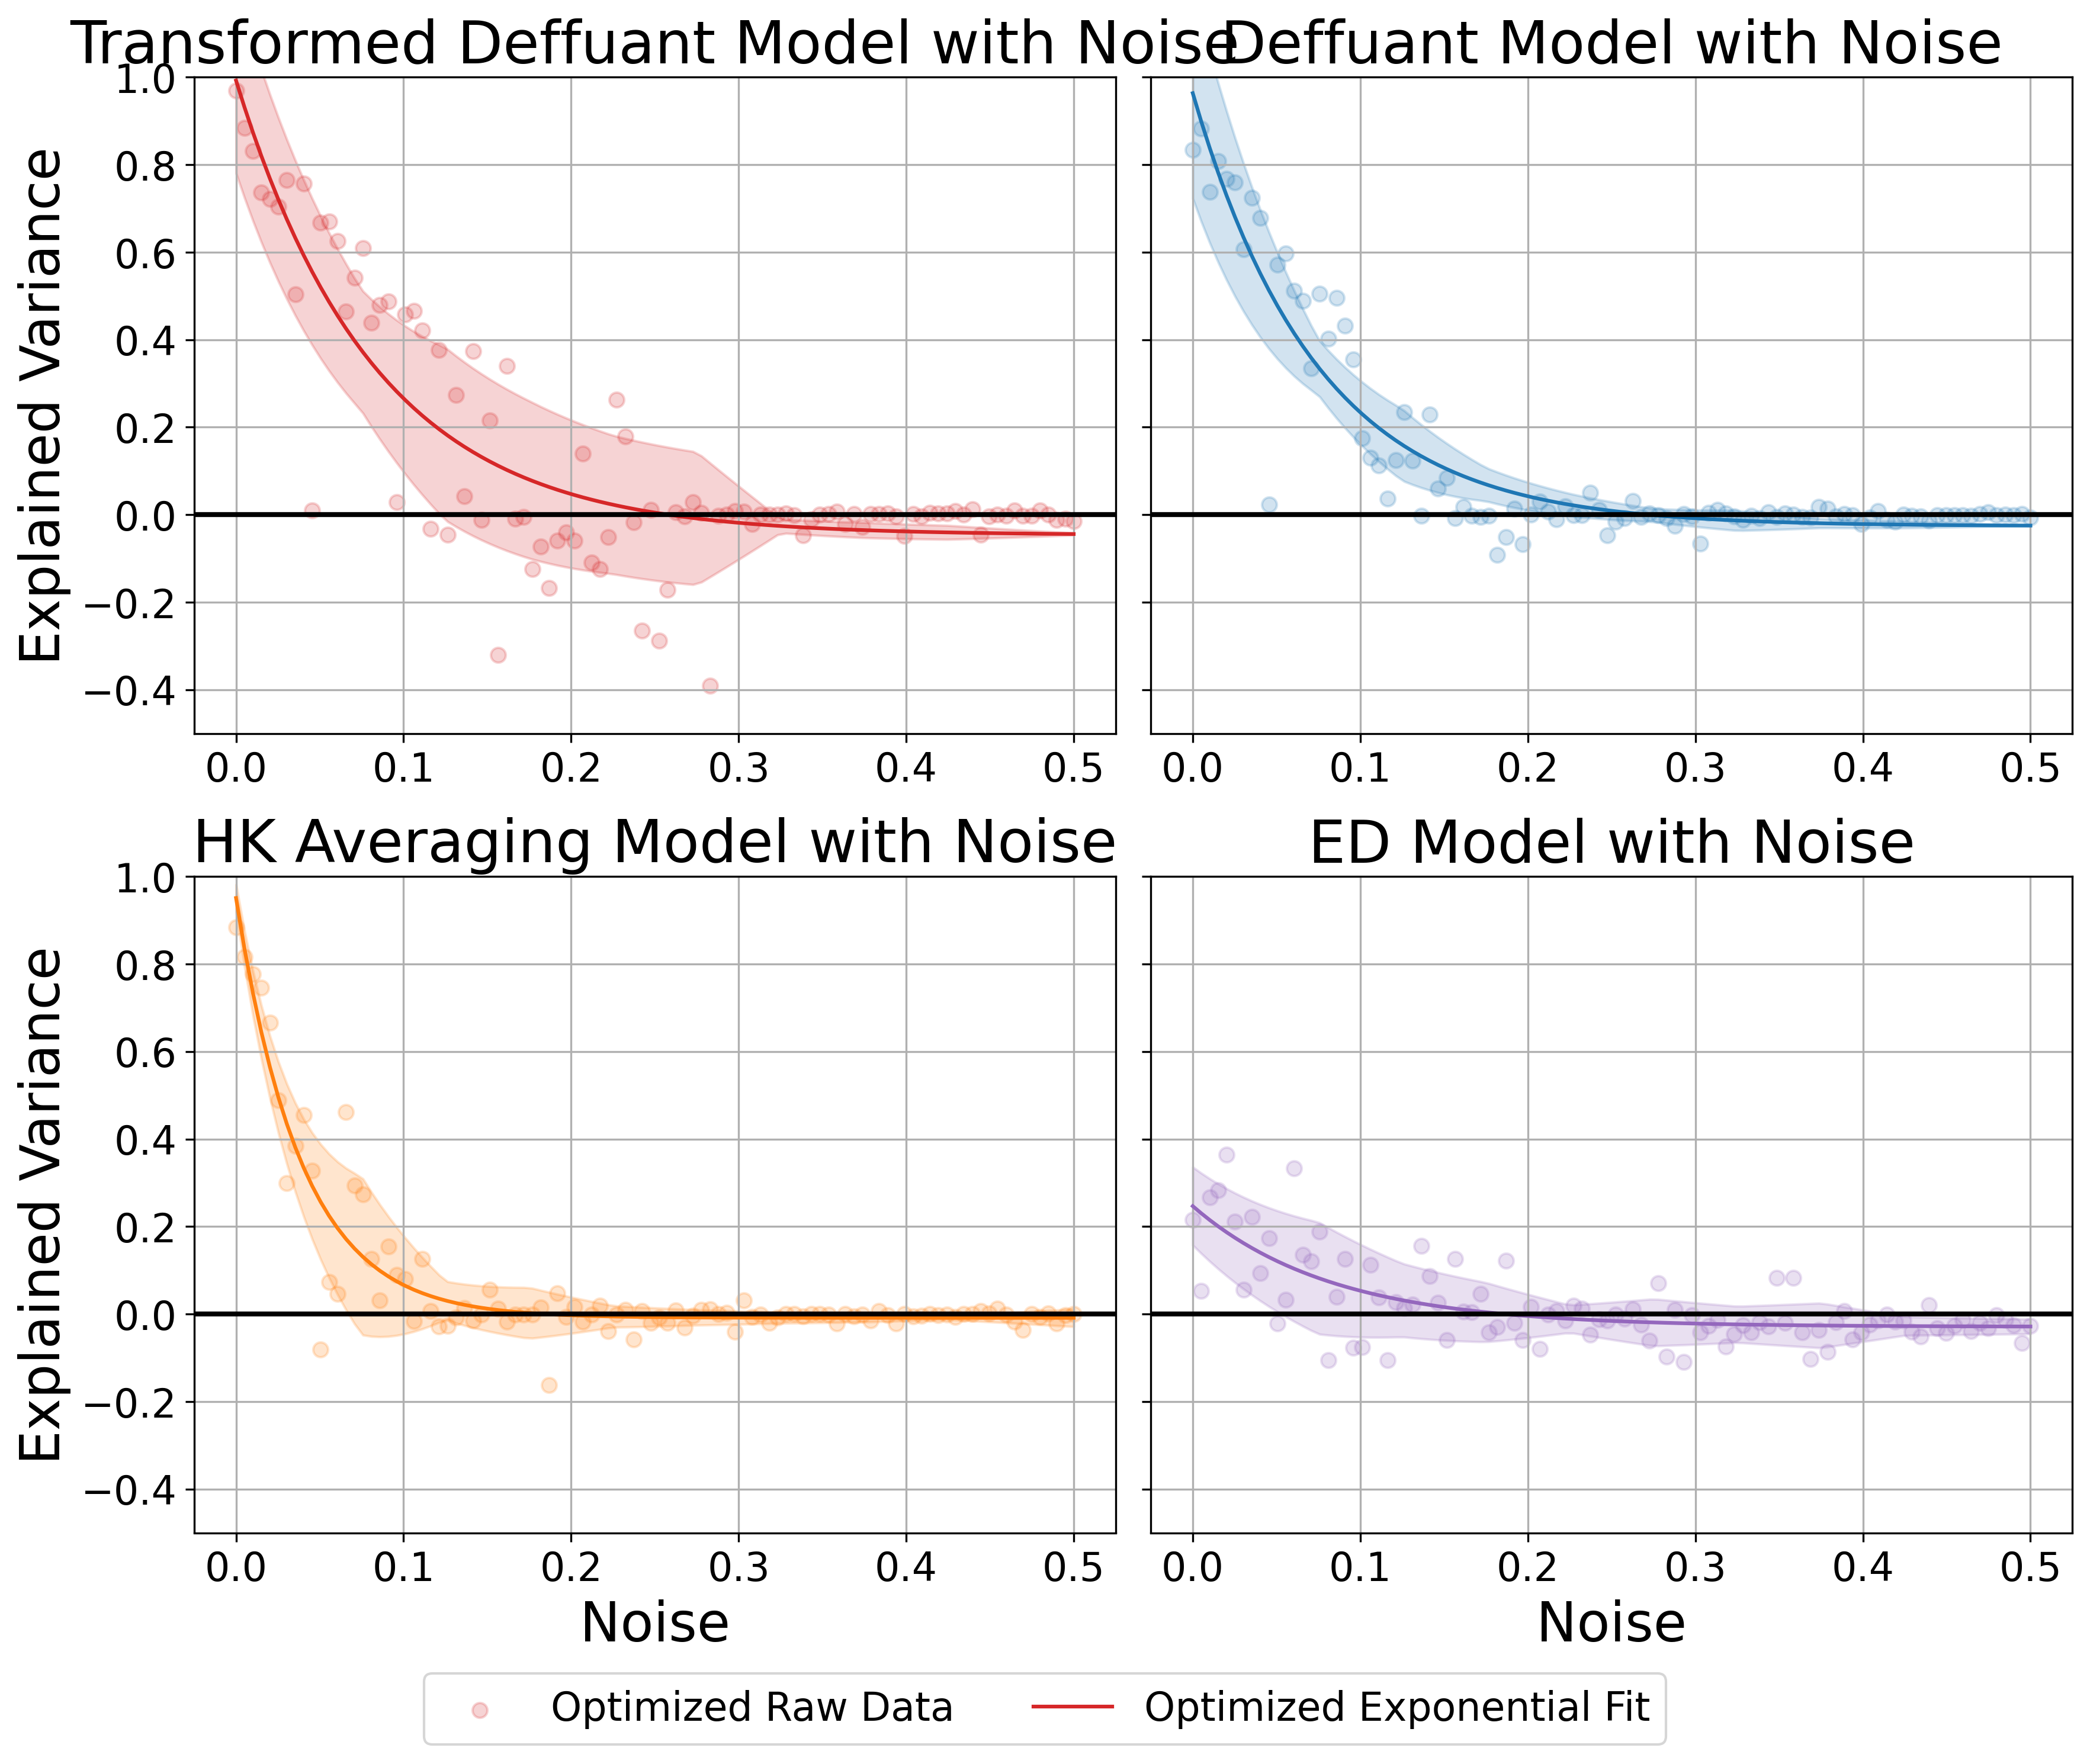 Transformed Deffuant Model with Noise
Deffuant Model with Noise
Explained Variance
1.0
0.8
0.6
0.4
0.2
0.0
−0.2
−0.4
0.0 0.1 0.2 0.3 0.4 0.5
0.0 0.1 0.2 0.3 0.4 0.5
HK Averaging Model with Noise
ED Model with Noise
Explained Variance
1.0
0.8
0.6
0.4
0.2
0.0
−0.2
−0.4
0.0 0.1 0.2 0.3 0.4 0.5
0.0 0.1 0.2 0.3 0.4 0.5
Noise
Noise
Optimized Raw Data
Optimized Exponential Fit